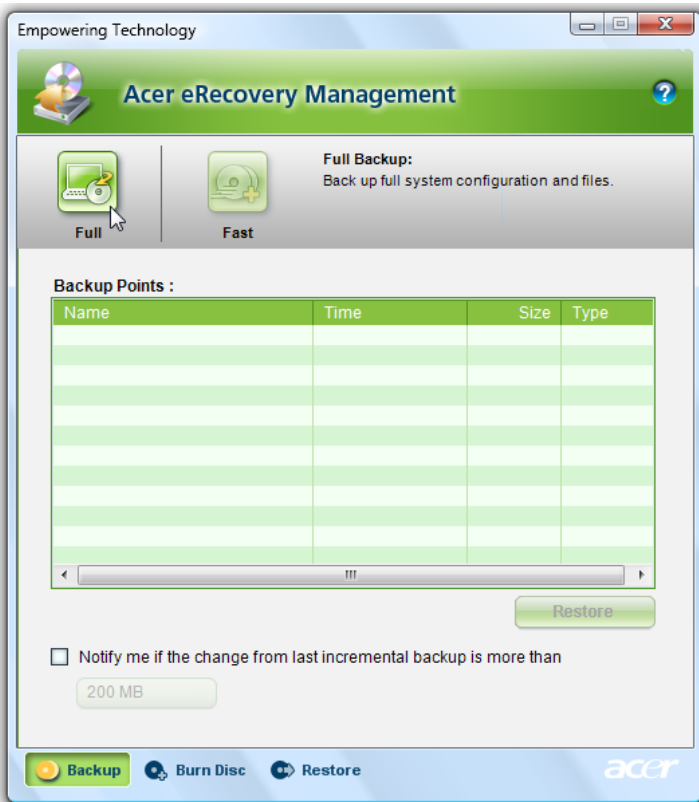 Empowering Technology
Acer eRecovery Management
Full Backup:
Back up full system configuration and files.
Full
Fast
Backup Points :
Name Time Size Type
Restore
Notify me if the change from last incremental backup is more than
200 MB
Backup Burn Disc Restore
acer